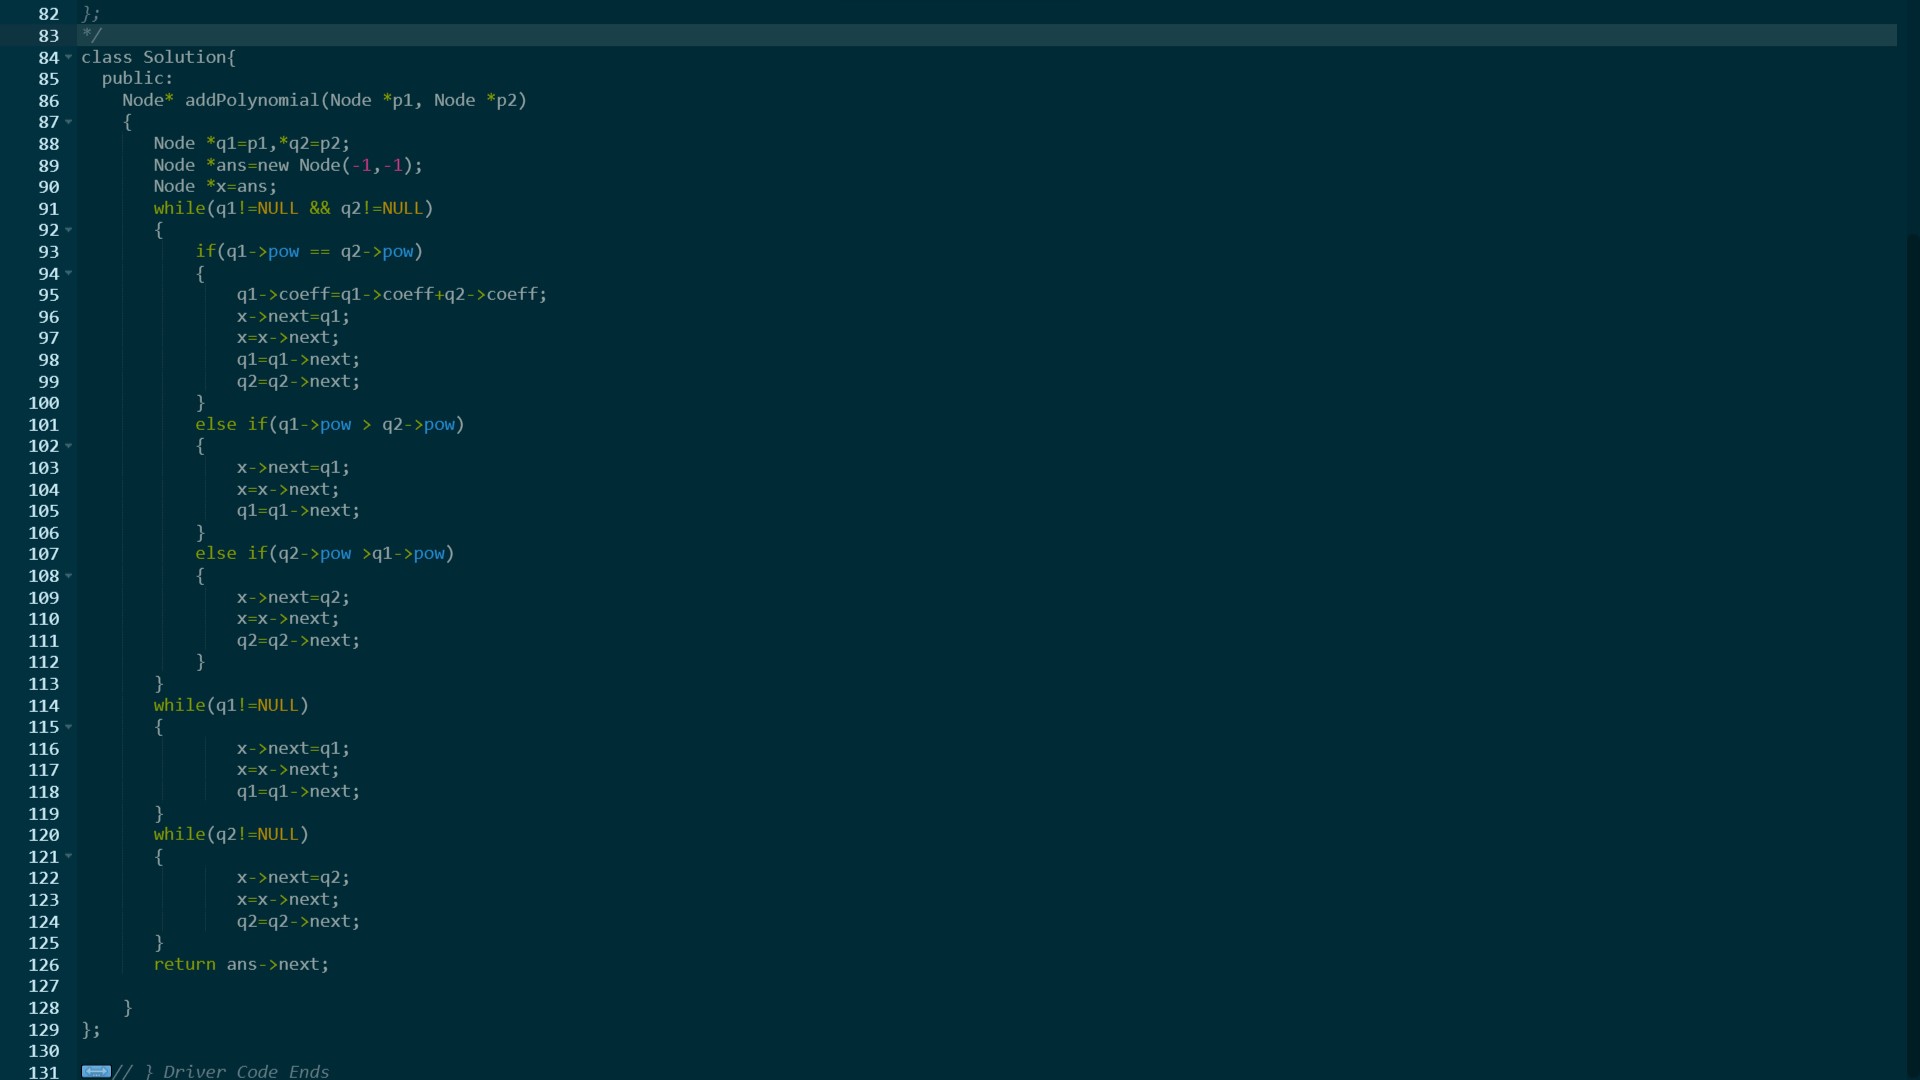 82 };
83 */
84 class Solution{
85   public:
86     Node* addPolynomial(Node *p1, Node *p2)
87     {
88        Node *q1=p1,*q2=p2;
89        Node *ans=new Node(-1,-1);
90        Node *x=ans;
91        while(q1!=NULL && q2!=NULL)
92        {
93            if(q1->pow == q2->pow)
94            {
95                q1->coeff=q1->coeff+q2->coeff;
96                x->next=q1;
97                x=x->next;
98                q1=q1->next;
99                q2=q2->next;
100            }
101            else if(q1->pow > q2->pow)
102            {
103                x->next=q1;
104                x=x->next;
105                q1=q1->next;
106            }
107            else if(q2->pow >q1->pow)
108            {
109                x->next=q2;
110                x=x->next;
111                q2=q2->next;
112            }
113        }
114        while(q1!=NULL)
115        {
116                x->next=q1;
117                x=x->next;
118                q1=q1->next;
119        }
120        while(q2!=NULL)
121        {
122                x->next=q2;
123                x=x->next;
124                q2=q2->next;
125        }
126        return ans->next;
127
128     }
129 };
130
131 // } Driver Code Ends